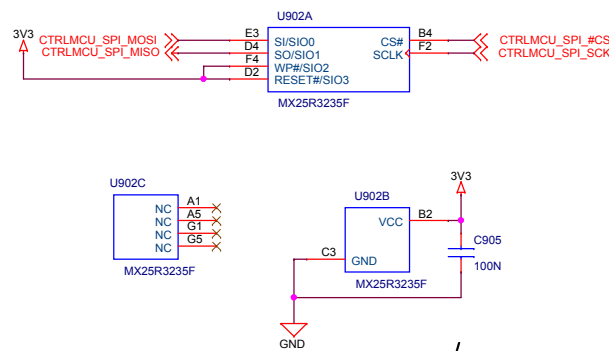 U902A
3V3
CTRLMCU_SPI_MOSI E3 SI/SIO0 CS# B4 CTRLMCU_SPI_#CS
CTRLMCU_SPI_MISO D4 SO/SIO1 SCLK F2 CTRLMCU_SPI_SCK
F4 WP#/SIO2
D2 RESET#/SIO3
MX25R3235F
U902C
NC A1
NC A5
NC G1
NC G5
MX25R3235F
U902B
3V3
VCC B2
C3 GND
C905
100N
MX25R3235F
GND